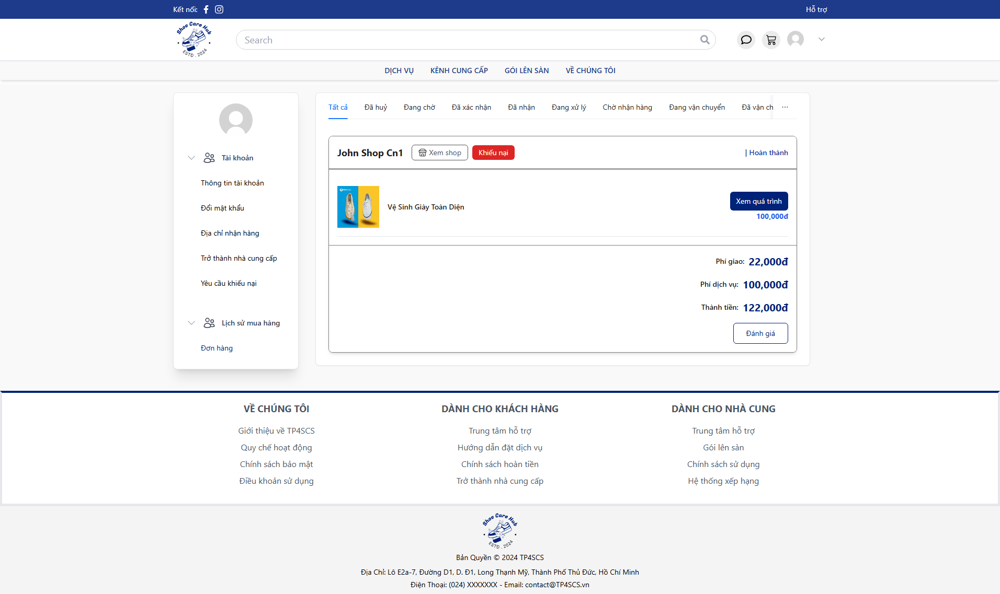 Kết nối:
Hỗ trợ
Shoe Care Hub
ESTD . 2024
Search
DỊCH VỤ
KÊNH CUNG CẤP
GÓI LÊN SÀN
VỀ CHÚNG TÔI
Tài khoản
Thông tin tài khoản
Đổi mật khẩu
Địa chỉ nhận hàng
Trở thành nhà cung cấp
Yêu cầu khiếu nại
Lịch sử mua hàng
Đơn hàng
Tất cả
Đã huỷ
Đang chờ
Đã xác nhận
Đã nhận
Đang xử lý
Chờ nhận hàng
Đang vận chuyển
Đã vận ch
···
John Shop Cn1
Xem shop
Khiếu nại
| Hoàn thành
Vệ Sinh Giày Toàn Diện
Xem quá trình
100,000đ
Phí giao: 22,000đ
Phí dịch vụ: 100,000đ
Thành tiền: 122,000đ
Đánh giá
VỀ CHÚNG TÔI
Giới thiệu về TP4SCS
Quy chế hoạt động
Chính sách bảo mật
Điều khoản sử dụng
DÀNH CHO KHÁCH HÀNG
Trung tâm hỗ trợ
Hướng dẫn đặt dịch vụ
Chính sách hoàn tiền
Trở thành nhà cung cấp
DÀNH CHO NHÀ CUNG
Trung tâm hỗ trợ
Gói lên sàn
Chính sách sử dụng
Hệ thống xếp hạng
Shoe Care Hub
ESTD . 2024
Bản Quyền © 2024 TP4SCS
Địa Chỉ: Lô E2a-7, Đường D1, D. Đ1, Long Thạnh Mỹ, Thành Phố Thủ Đức, Hồ Chí Minh
Điện Thoại: (024) XXXXXXX - Email: contact@TP4SCS.vn